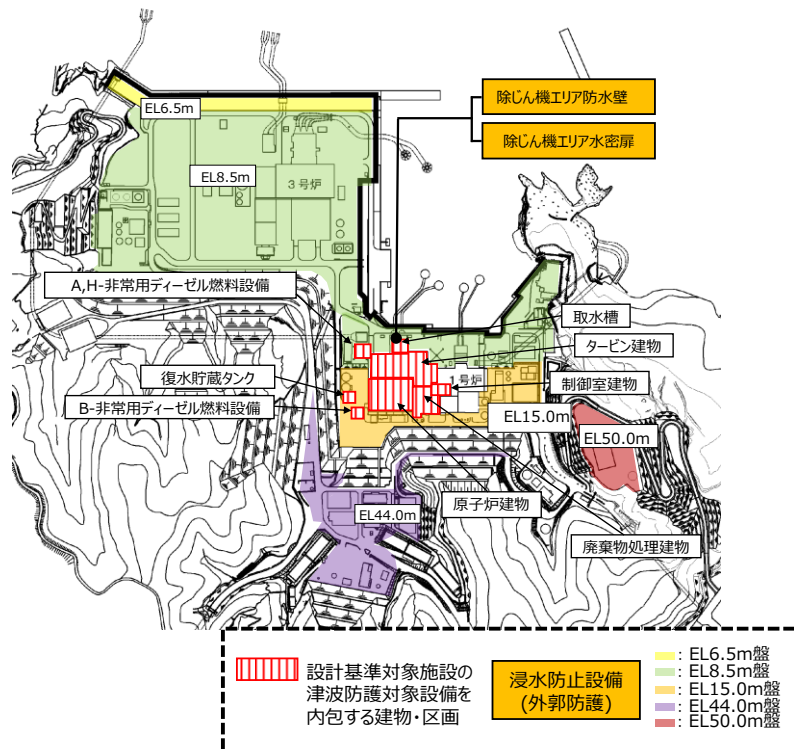 除じん機エリア防水壁
EL6.5m
除じん機エリア水密扉
EL8.5m
3号炉
A,H-非常用ディーゼル燃料設備
取水槽
タービン建物
復水貯蔵タンク
1号炉
制御室建物
B-非常用ディーゼル燃料設備
EL15.0m
EL50.0m
EL44.0m
原子炉建物
廃棄物処理建物
設計基準対象施設の
津波防護対象設備を
内包する建物・区画
浸水防止設備
(外郭防護)
: EL6.5m盤
: EL8.5m盤
: EL15.0m盤
: EL44.0m盤
: EL50.0m盤